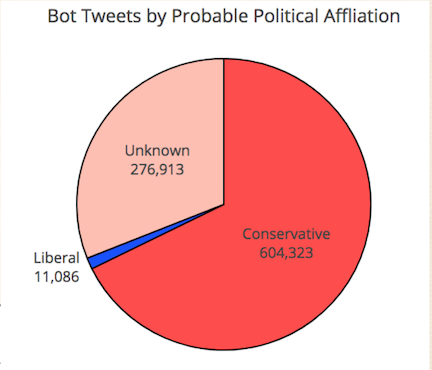 Bot Tweets by Probable Political Affliation
Unknown
276,913
Conservative
604,323
Liberal
11,086